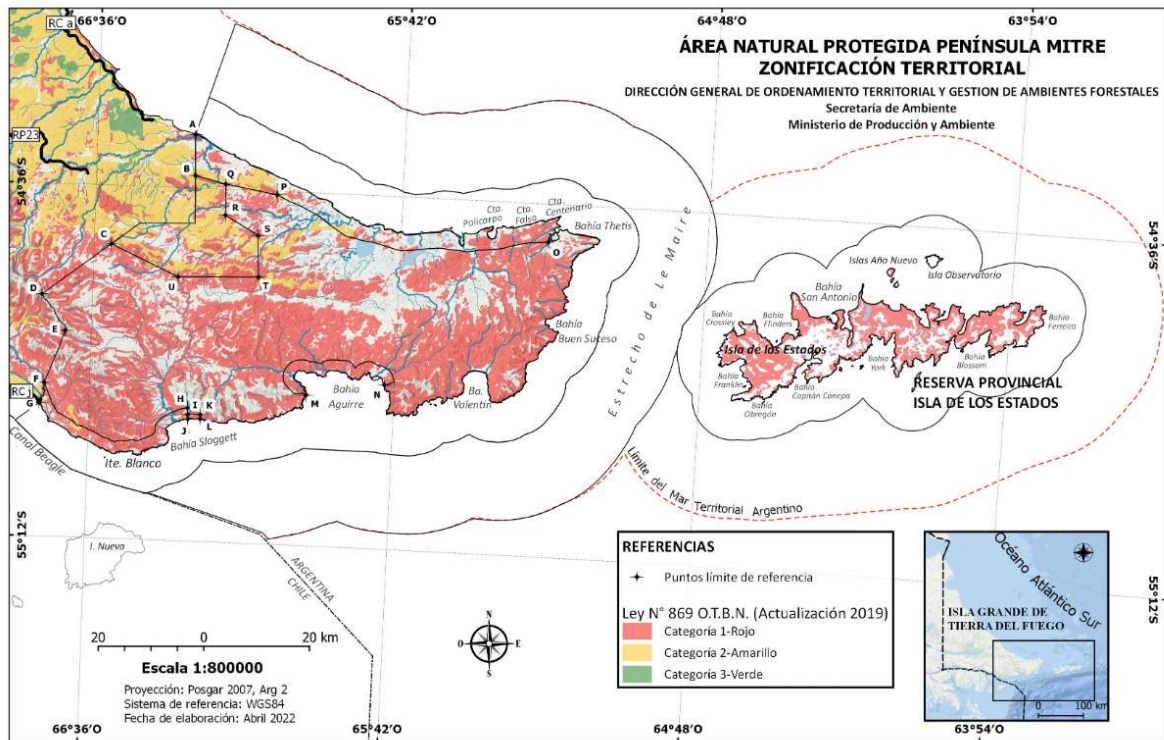 66°36'O
65°42'O
64°48'O
63°54'O
RC a
ÁREA NATURAL PROTEGIDA PENÍNSULA MITRE
ZONIFICACIÓN TERRITORIAL
DIRECCIÓN GENERAL DE ORDENAMIENTO TERRITORIAL Y GESTION DE AMBIENTES FORESTALES
Secretaría de Ambiente
Ministerio de Producción y Ambiente
RP23
A
B
Q
P
R
S
C
U
T
D
E
F
G
RC j
H
I
K
J
L
M
N
O
54°36'S
54°36'S
Cta. Policarpo
Cta. Falsa
Cta. Centenario
Bahía Thetis
Bahía Buen Suceso
Ba. Valentín
Bahía Aguirre
Bahía Sloggett
Ite. Blanco
Canal Beagle
Estrecho de Le Maire
Islas Año Nuevo
Isla Observatorio
Bahía San Antonio
Bahía Crossley
Bahía Flinders
Bahía Ferreira
Isla de los Estados
Bahía York
Bahía Blossom
Bahía Franklin
Bahía Capitán Cánepa
Bahía Obregón
RESERVA PROVINCIAL
ISLA DE LOS ESTADOS
Límite del Mar Territorial Argentino
55°12'S
55°12'S
I. Nueva
ARGENTINA
CHILE
20 0 20 km
Escala 1:800000
Proyección: Posgar 2007, Arg 2
Sistema de referencia: WGS84
Fecha de elaboración: Abril 2022
N
O
E
S
REFERENCIAS
Puntos límite de referencia
Ley N° 869 O.T.B.N. (Actualización 2019)
Categoría 1-Rojo
Categoría 2-Amarillo
Categoría 3-Verde
Océano Atlántico Sur
ISLA GRANDE DE
TIERRA DEL FUEGO
0 100 km
66°36'O
65°42'O
64°48'O
63°54'O